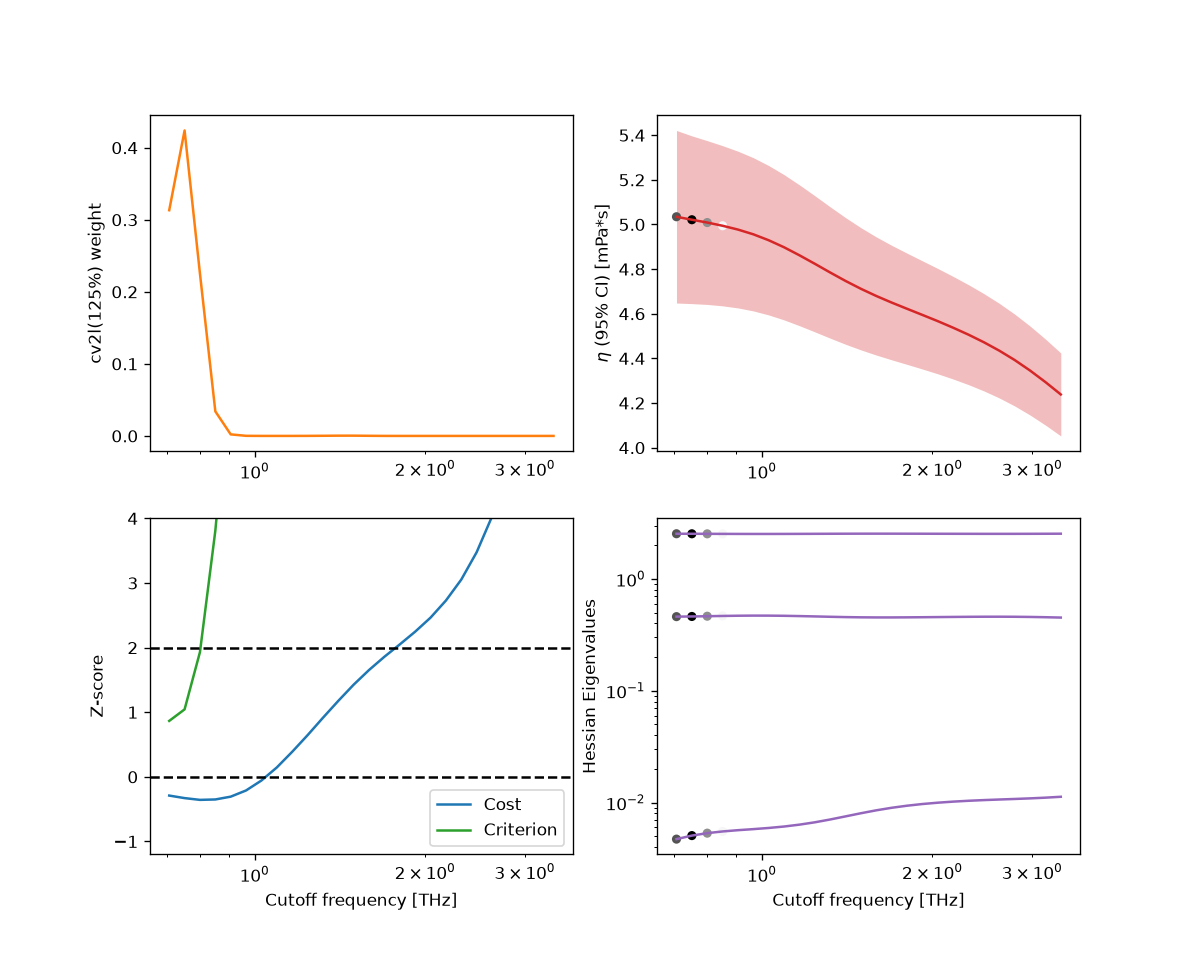 cv2l(125%) weight
0.4
0.3
0.2
0.1
0.0
10⁰
2 × 10⁰
3 × 10⁰
η (95% CI) [mPa*s]
5.4
5.2
5.0
4.8
4.6
4.4
4.2
4.0
10⁰
2 × 10⁰
3 × 10⁰
Z-score
4
3
2
1
0
−1
Cost
Criterion
10⁰
2 × 10⁰
3 × 10⁰
Cutoff frequency [THz]
Hessian Eigenvalues
10⁰
10⁻¹
10⁻²
10⁰
2 × 10⁰
3 × 10⁰
Cutoff frequency [THz]